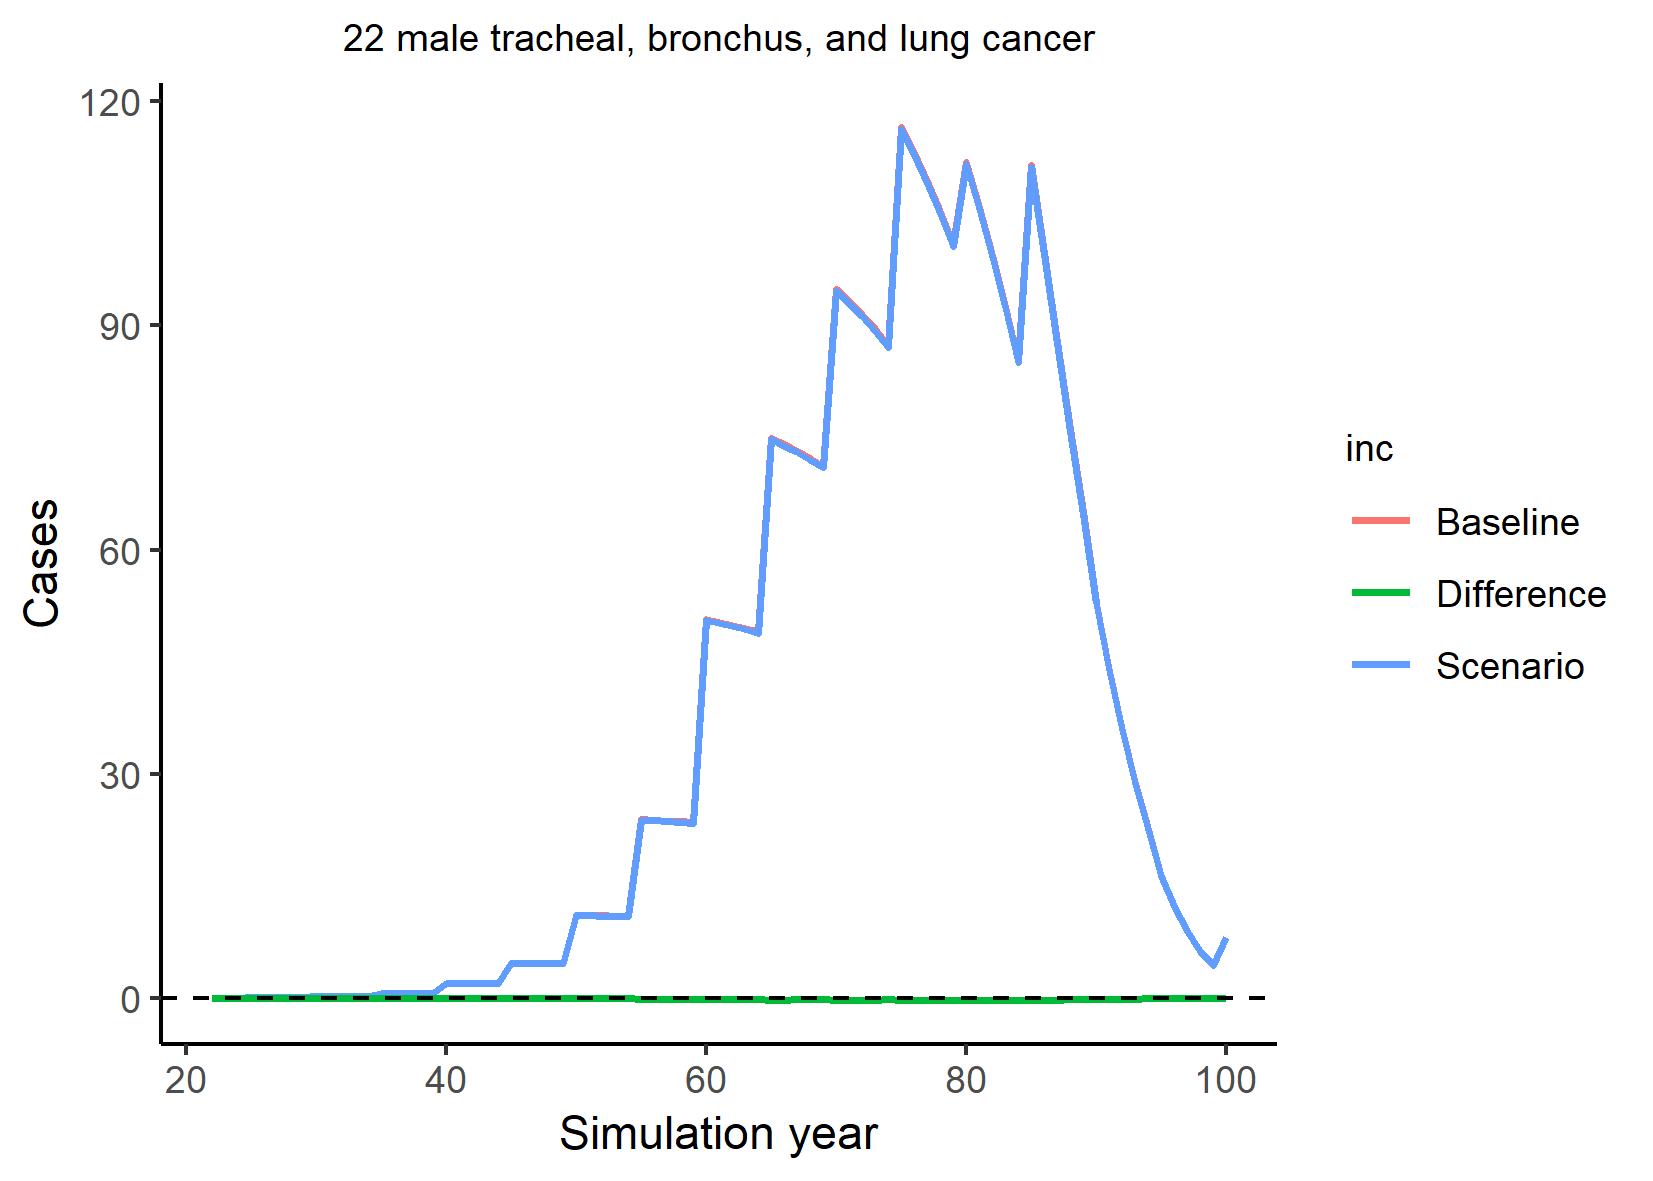 22 male tracheal, bronchus, and lung cancer
120
90
60
30
0
Cases
20
40
60
80
100
Simulation year
inc
Baseline
Difference
Scenario